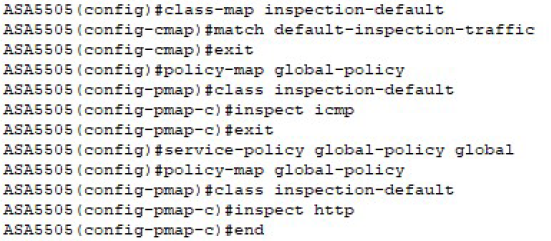 ASA5505(config)#class-map inspection-default
ASA5505(config-cmap)#match default-inspection-traffic
ASA5505(config-cmap)#exit
ASA5505(config)#policy-map global-policy
ASA5505(config-pmap)#class inspection-default
ASA5505(config-pmap-c)#inspect icmp
ASA5505(config-pmap-c)#exit
ASA5505(config)#service-policy global-policy global
ASA5505(config)#policy-map global-policy
ASA5505(config-pmap)#class inspection-default
ASA5505(config-pmap-c)#inspect http
ASA5505(config-pmap-c)#end